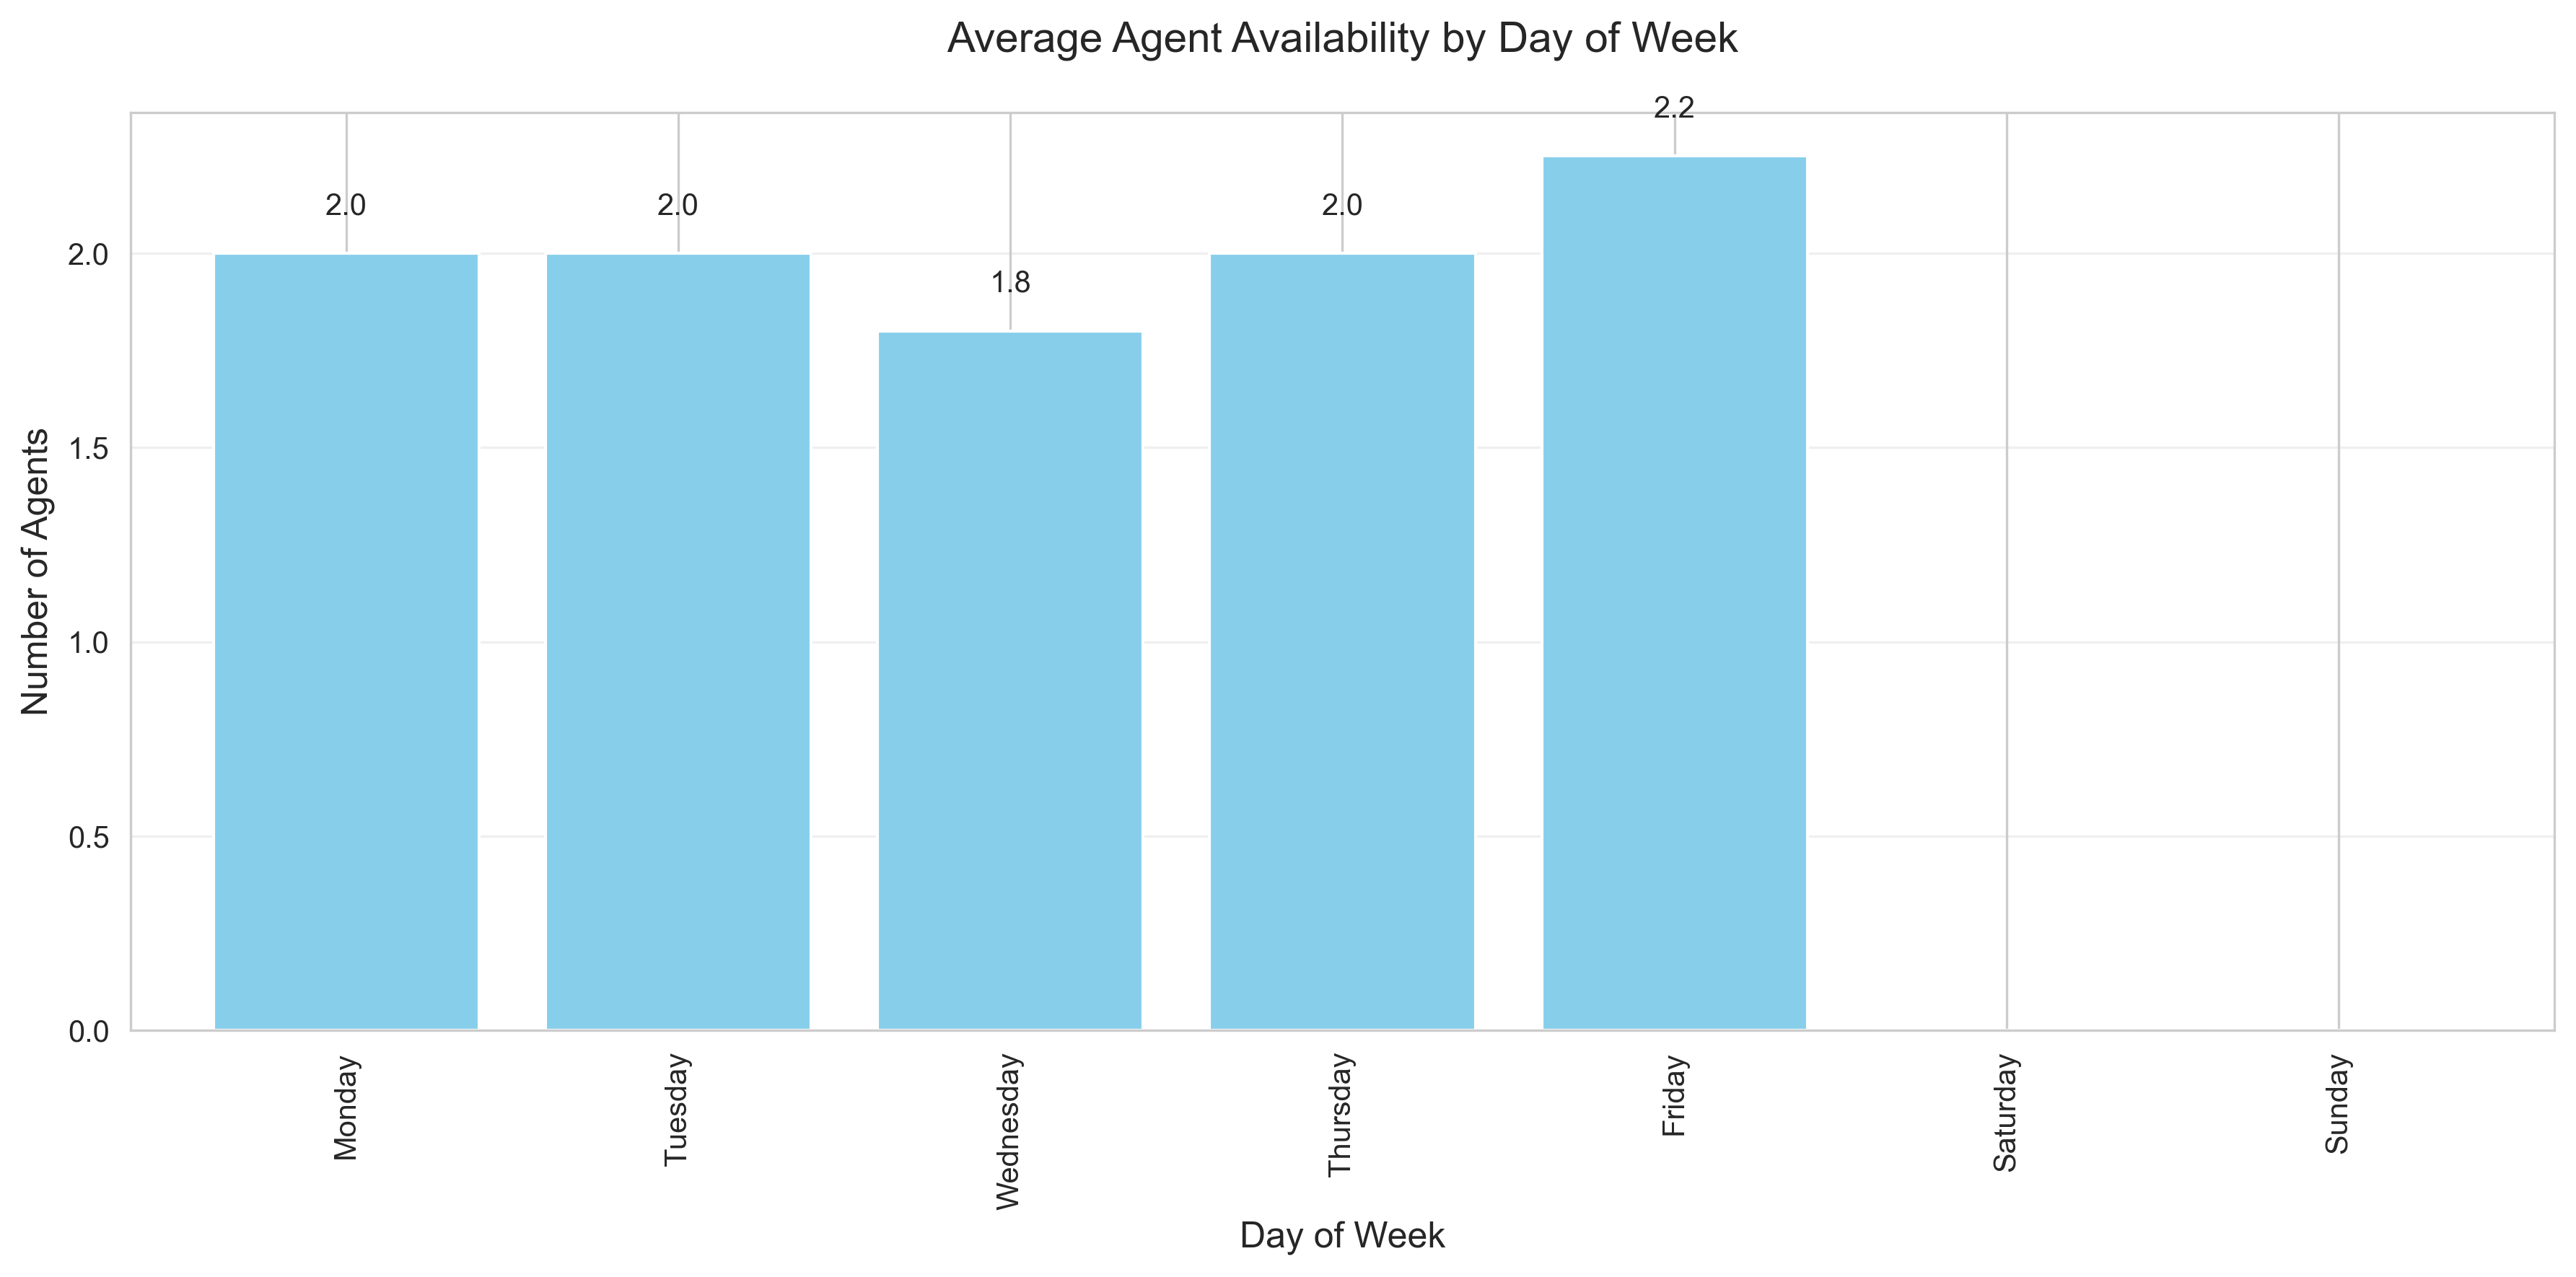 Average Agent Availability by Day of Week
2.2
2.0
2.0
2.0
1.8
2.0
1.5
1.0
0.5
0.0
Number of Agents
Monday
Tuesday
Wednesday
Thursday
Friday
Saturday
Sunday
Day of Week